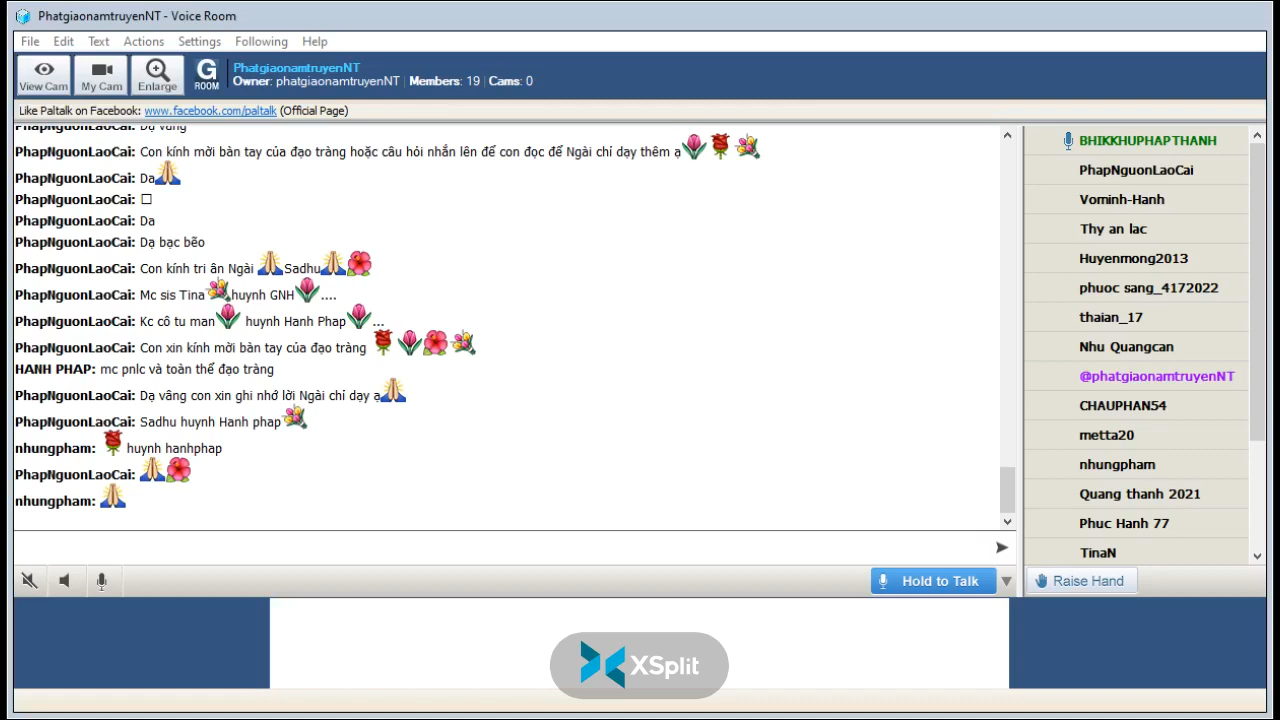 PhatgiaonamtruyenNT - Voice Room
File Edit Text Actions Settings Following Help
View Cam My Cam Enlarge G ROOM
PhatgiaonamtruyenNT
Owner: phatgiaonamtruyenNT | Members: 19 | Cams: 0
Like Paltalk on Facebook: www.facebook.com/paltalk (Official Page)
PhapNguonLaoCai: Dạ vâng
PhapNguonLaoCai: Con kính mời bàn tay của đạo tràng hoặc câu hỏi nhắn lên để con đọc để Ngài chỉ dạy thêm ạ
PhapNguonLaoCai: Da
PhapNguonLaoCai: □
PhapNguonLaoCai: Da
PhapNguonLaoCai: Dạ bạc bẽo
PhapNguonLaoCai: Con kính tri ân Ngài Sadhu
PhapNguonLaoCai: Mc sis Tina huynh GNH ....
PhapNguonLaoCai: Kc cô tu man huynh Hanh Phap ...
PhapNguonLaoCai: Con xin kính mời bàn tay của đạo tràng
HANH PHAP: mc pnlc và toàn thể đạo tràng
PhapNguonLaoCai: Dạ vâng con xin ghi nhớ lời Ngài chỉ dạy ạ
PhapNguonLaoCai: Sadhu huynh Hanh phap
nhungpham: huynh hanhphap
PhapNguonLaoCai:
nhungpham:
BHIKKHUPHAPTHANH
PhapNguonLaoCai
Vominh-Hanh
Thy an lac
Huyenmong2013
phuoc sang_4172022
thaian_17
Nhu Quangcan
@phatgiaonamtruyenNT
CHAUPHAN54
metta20
nhungpham
Quang thanh 2021
Phuc Hanh 77
TinaN
Hold to Talk
Raise Hand
XSplit